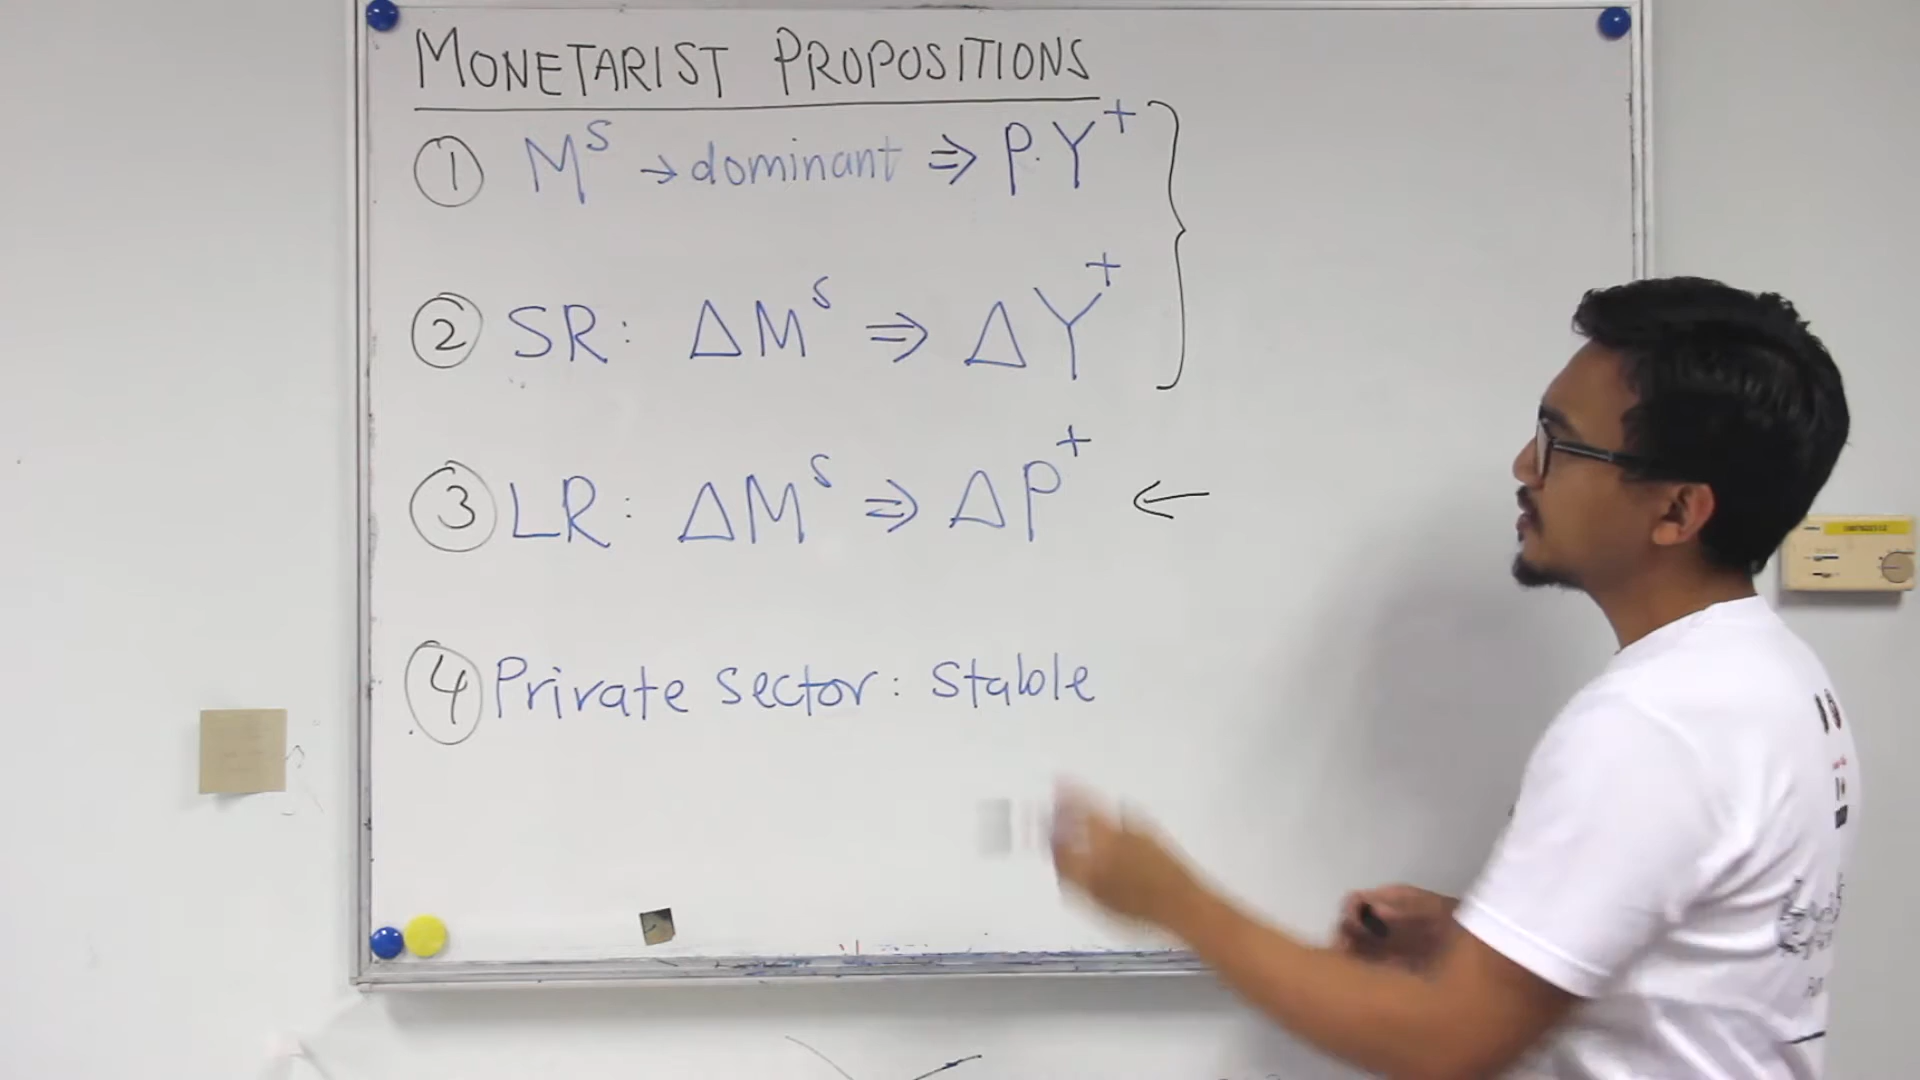 MONETARIST PROPOSITIONS
① Mˢ → dominant ⇒ P.Y⁺
② SR: ΔMˢ ⇒ ΔY⁺
③ LR: ΔMˢ ⇒ ΔP⁺ ←
④ Private sector: Stable